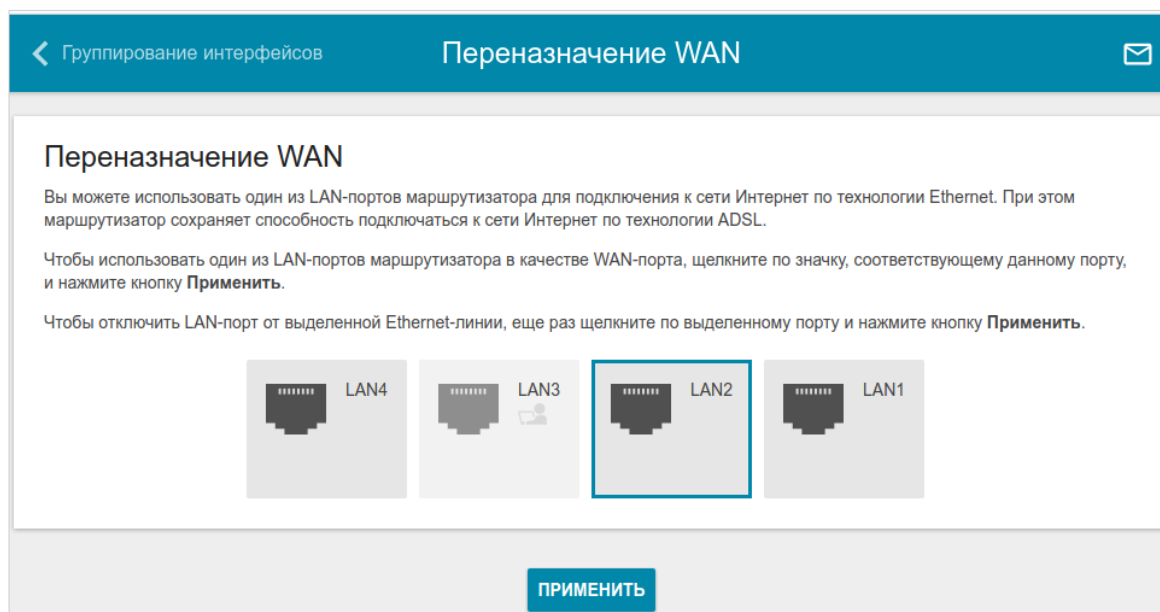 Группирование интерфейсов
Переназначение WAN
Переназначение WAN
Вы можете использовать один из LAN-портов маршрутизатора для подключения к сети Интернет по технологии Ethernet. При этом
маршрутизатор сохраняет способность подключаться к сети Интернет по технологии ADSL.
Чтобы использовать один из LAN-портов маршрутизатора в качестве WAN-порта, щелкните по значку, соответствующему данному порту,
и нажмите кнопку Применить.
Чтобы отключить LAN-порт от выделенной Ethernet-линии, еще раз щелкните по выделенному порту и нажмите кнопку Применить.
LAN4
LAN3
LAN2
LAN1
ПРИМЕНИТЬ